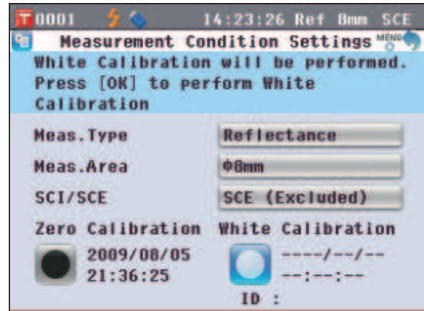 T0001 14:23:26 Ref 8mm SCE
Measurement Condition Settings MENU
White Calibration will be performed.
Press [OK] to perform White
Calibration
Meas.Type Reflectance
Meas.Area Φ8mm
SCI/SCE SCE (Excluded)
Zero Calibration White Calibration
2009/08/05 ----/--/--
21:36:25 --:--:--
ID :